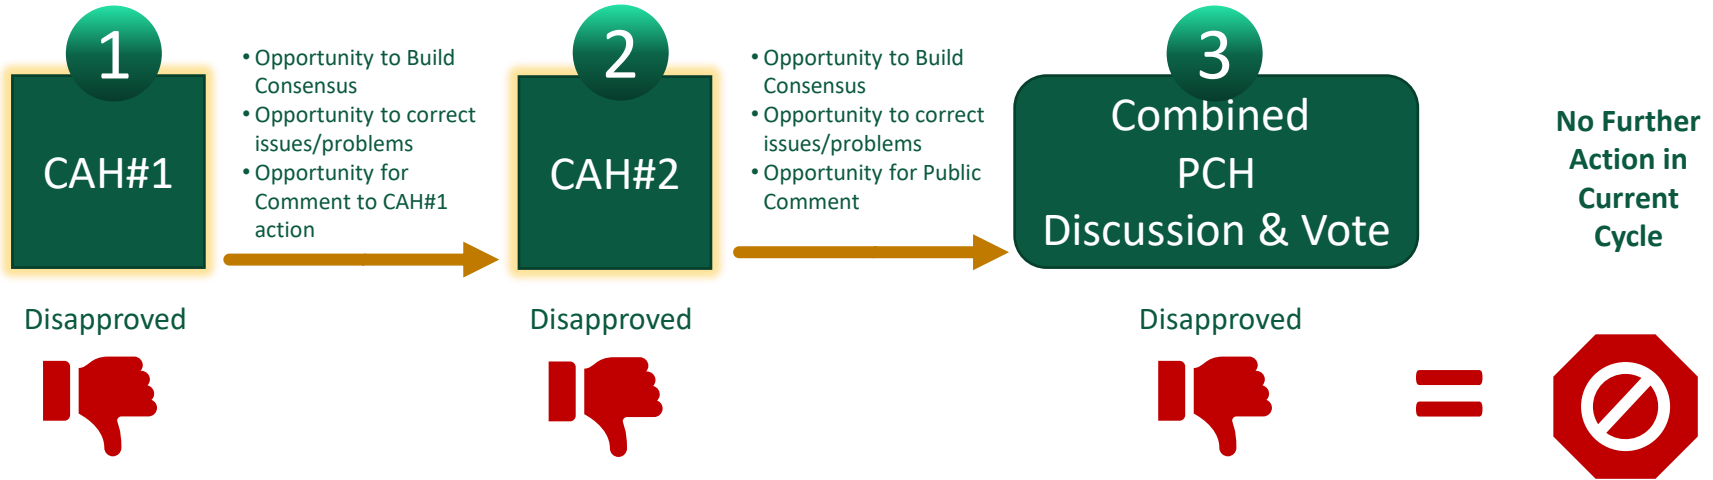 1
CAH#1
• Opportunity to Build
Consensus
• Opportunity to correct
issues/problems
• Opportunity for
Comment to CAH#1
action
2
CAH#2
• Opportunity to Build
Consensus
• Opportunity to correct
issues/problems
• Opportunity for Public
Comment
3
Combined
PCH
Discussion & Vote
No Further
Action in
Current
Cycle
Disapproved
Disapproved
Disapproved
=